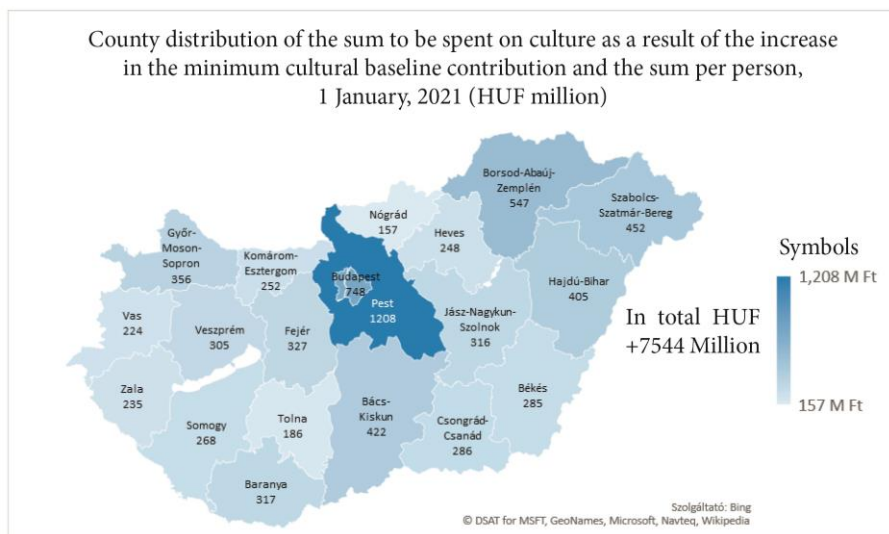 County distribution of the sum to be spent on culture as a result of the increase
in the minimum cultural baseline contribution and the sum per person,
1 January, 2021 (HUF million)
Borsod-Abaúj-
Zemplén
547
Szabolcs-
Szatmár-Bereg
452
Nógrád
157
Heves
248
Győr-
Moson-
Sopron
356
Komárom-
Esztergom
252
Budapest
748
Pest
1208
Hajdú-Bihar
405
Jász-Nagykun-
Szolnok
316
Vas
224
Veszprém
305
Fejér
327
Zala
235
Somogy
268
Tolna
186
Bács-
Kiskun
422
Békés
285
Csongrád-
Csanád
286
Baranya
317
Symbols
1,208 M Ft
In total HUF
+7544 Million
157 M Ft
Szolgáltató: Bing
© DSAT for MSFT, GeoNames, Microsoft, Navteq, Wikipedia